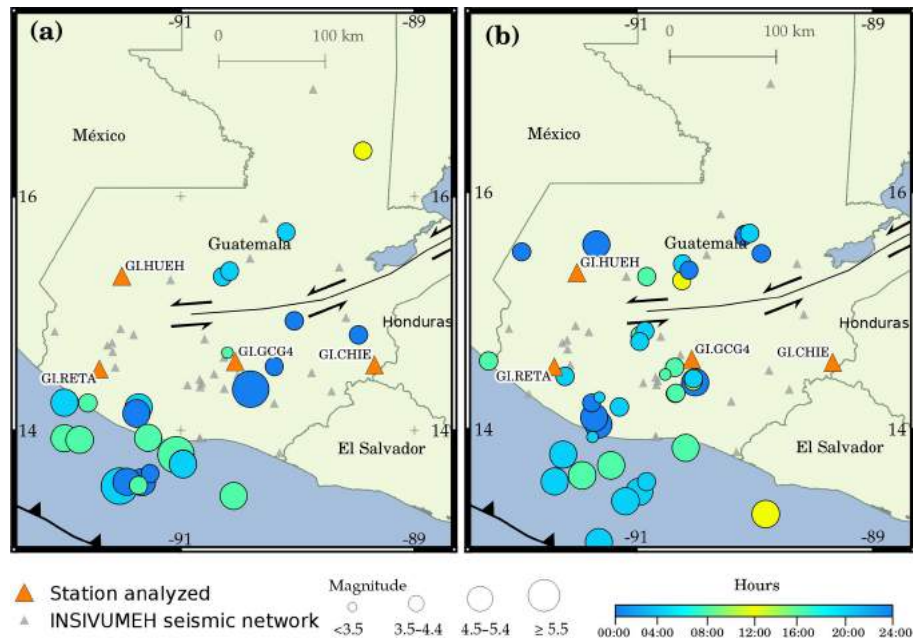 (a)
-91
-89
0
100 km
México
16
Guatemala
GI.HUEH
Honduras
GI.GCG4
GI.CHIE
GI.RETA
14
El Salvador
-91
-89
(b)
-91
-89
0
100 km
México
16
16
Guatemala
GI.HUEH
Honduras
GI.GCG4
GI.CHIE
GI.RETA
14
14
El Salvador
-91
-89
Station analyzed
INSIVUMEH seismic network
Magnitude
<3.5
3.5–4.4
4.5–5.4
≥ 5.5
Hours
00:00 04:00 08:00 12:00 16:00 20:00 24:00